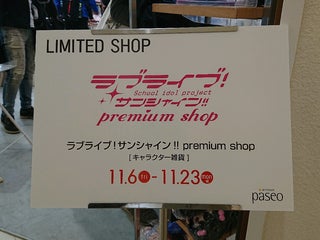 LIMITED SHOP
ラブライブ!
School idol project
サンシャイン!!
premium shop
ラブライブ!サンシャイン!! premium shop
[キャラクター雑貨]
11.6 fri - 11.23 mon
paseo